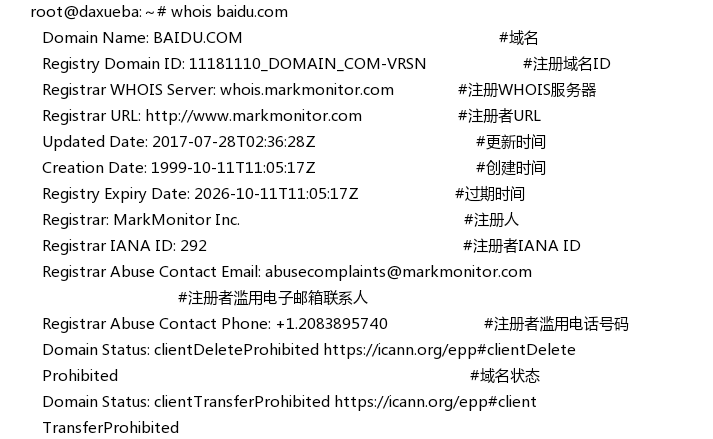 root@daxueba:~# whois baidu.com
Domain Name: BAIDU.COM #域名
Registry Domain ID: 11181110_DOMAIN_COM-VRSN #注册域名ID
Registrar WHOIS Server: whois.markmonitor.com #注册WHOIS服务器
Registrar URL: http://www.markmonitor.com #注册者URL
Updated Date: 2017-07-28T02:36:28Z #更新时间
Creation Date: 1999-10-11T11:05:17Z #创建时间
Registry Expiry Date: 2026-10-11T11:05:17Z #过期时间
Registrar: MarkMonitor Inc. #注册人
Registrar IANA ID: 292 #注册者IANA ID
Registrar Abuse Contact Email: abusecomplaints@markmonitor.com
#注册者滥用电子邮箱联系人
Registrar Abuse Contact Phone: +1.2083895740 #注册者滥用电话号码
Domain Status: clientDeleteProhibited https://icann.org/epp#clientDelete
Prohibited #域名状态
Domain Status: clientTransferProhibited https://icann.org/epp#client
TransferProhibited